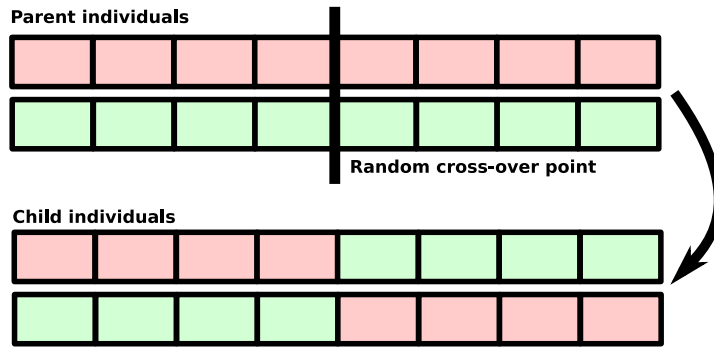 Parent individuals
Random cross-over point
Child individuals